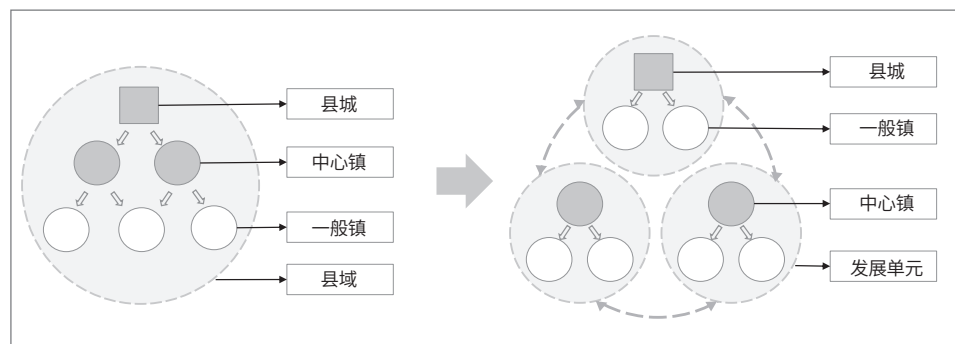 县城
中心镇
一般镇
县域
县城
一般镇
中心镇
发展单元